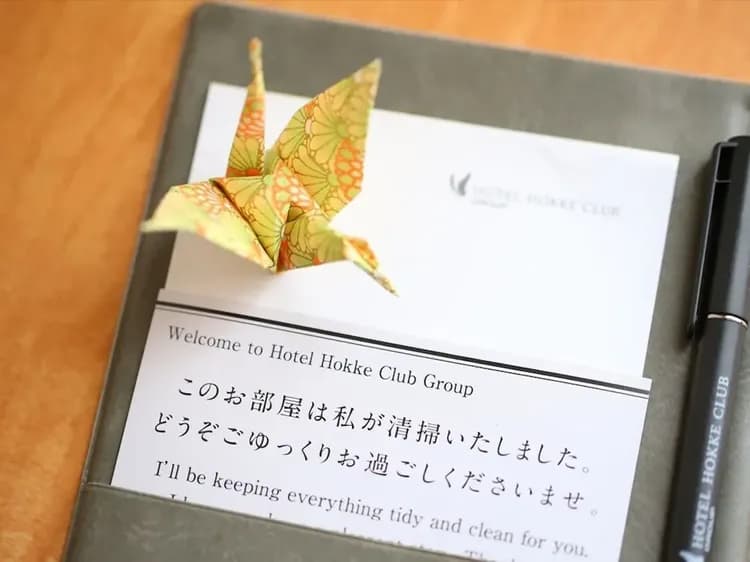 HOTEL HOKKE CLUB
Welcome to Hotel Hokke Club Group
このお部屋は私が清掃いたしました。
どうぞごゆっくりお過ごしくださいませ。
I'll be keeping everything tidy and clean for you.
HOTEL HOKKE CLUB